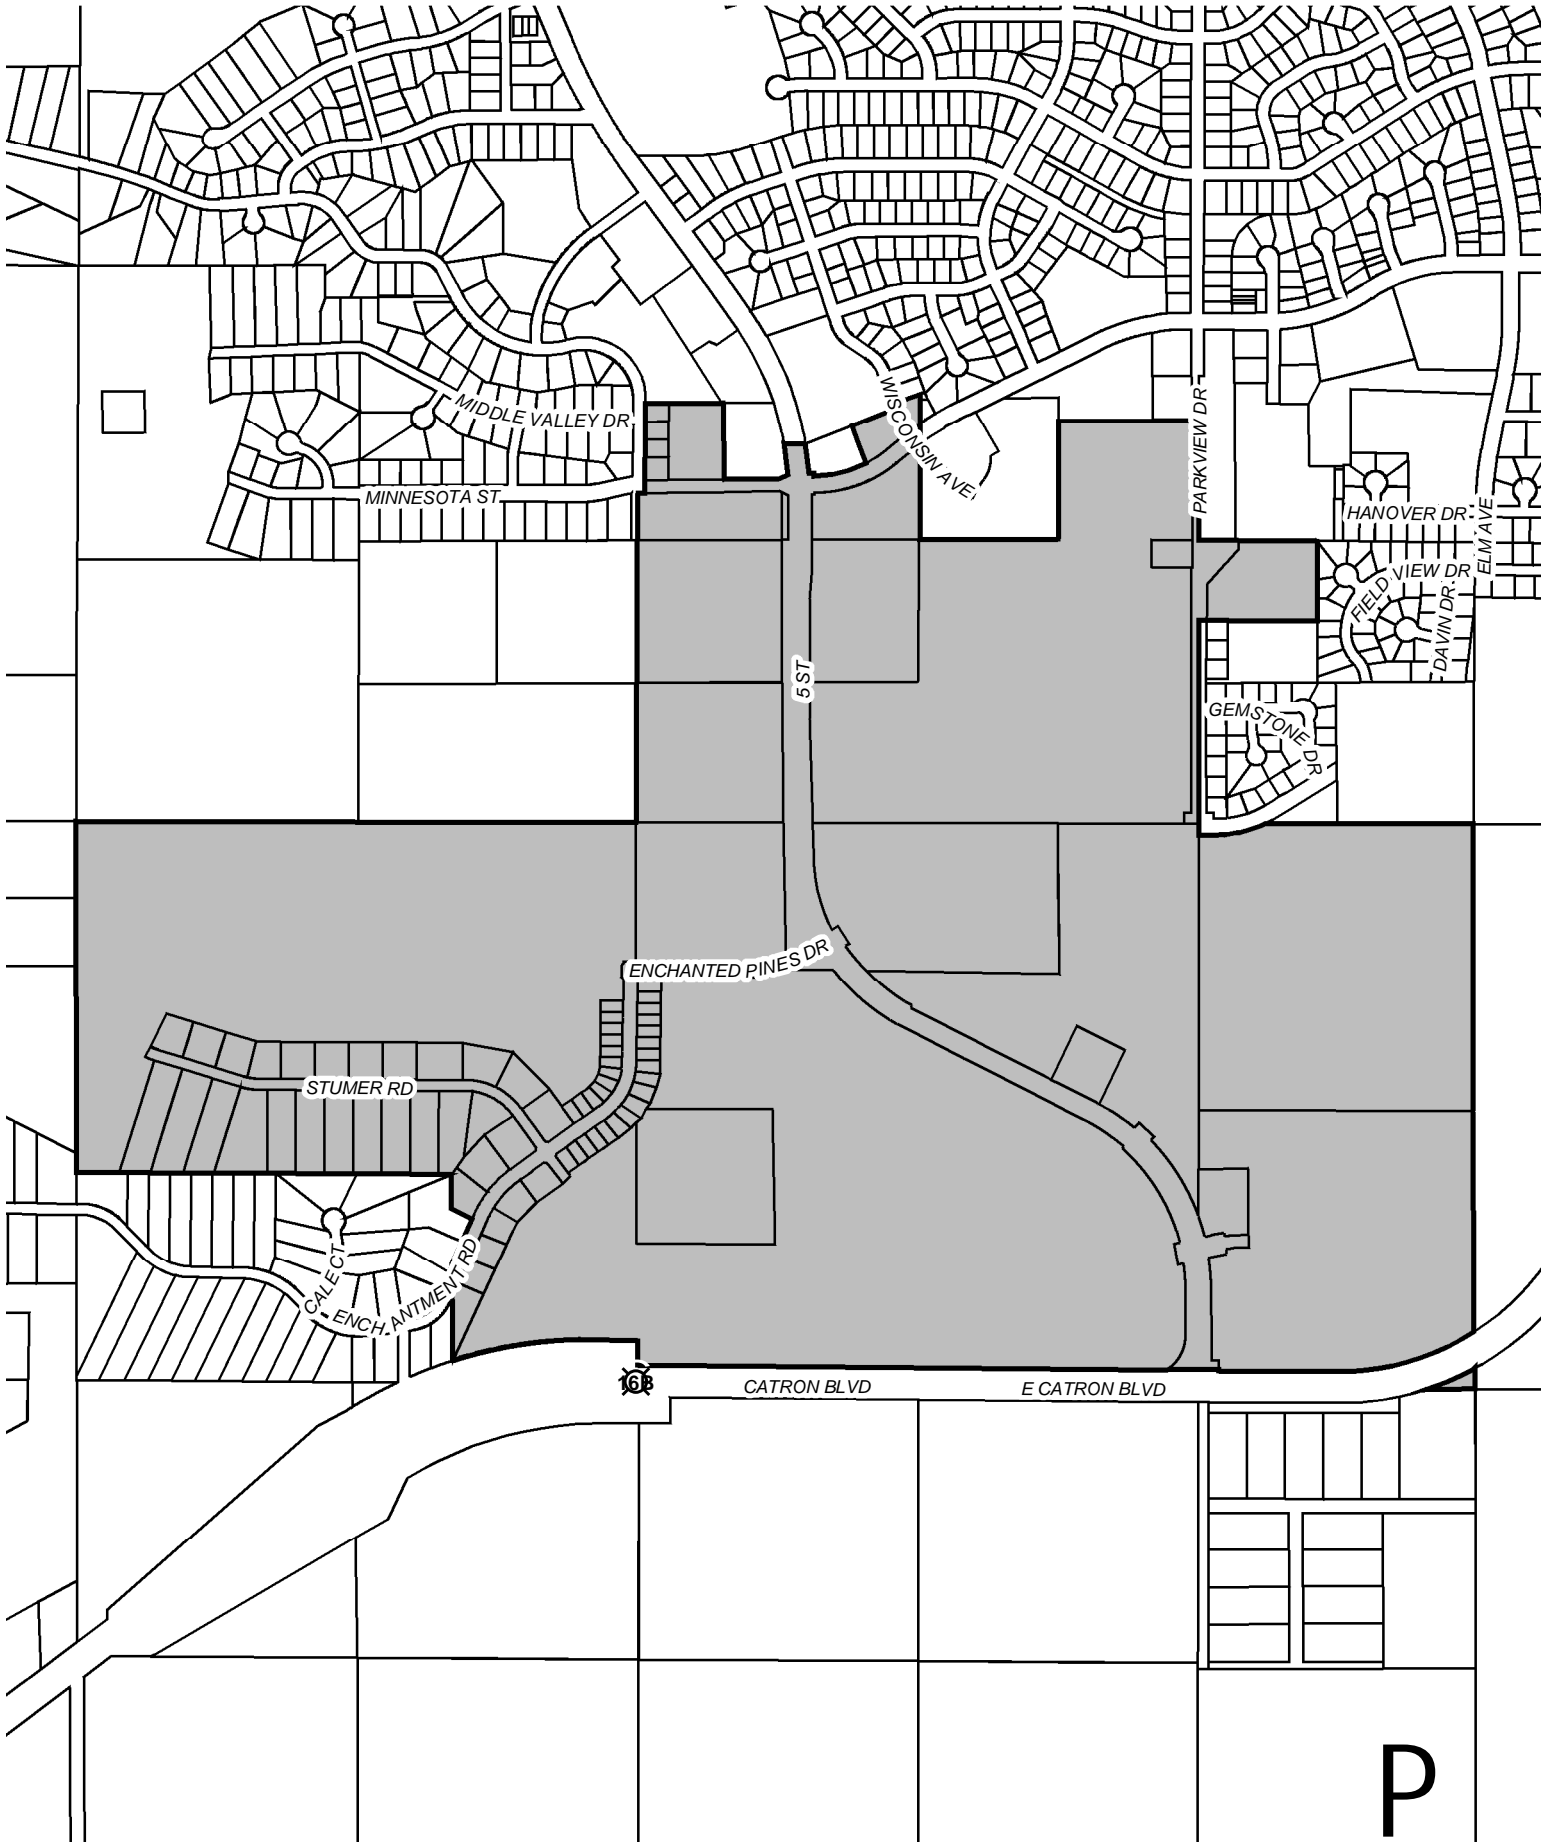 WISCONSIN AVE
MIDDLE VALLEY DR
PARKVIEW DR
MINNESOTA ST
HANOVER DR
ELM AVE
FIELD VIEW DR
DAVIN DR
5 ST
GEMSTONE DR
ENCHANTED PINES DR
STUMER RD
CALE CT
ENCHANTMENT RD
16B
CATRON BLVD
E CATRON BLVD
P